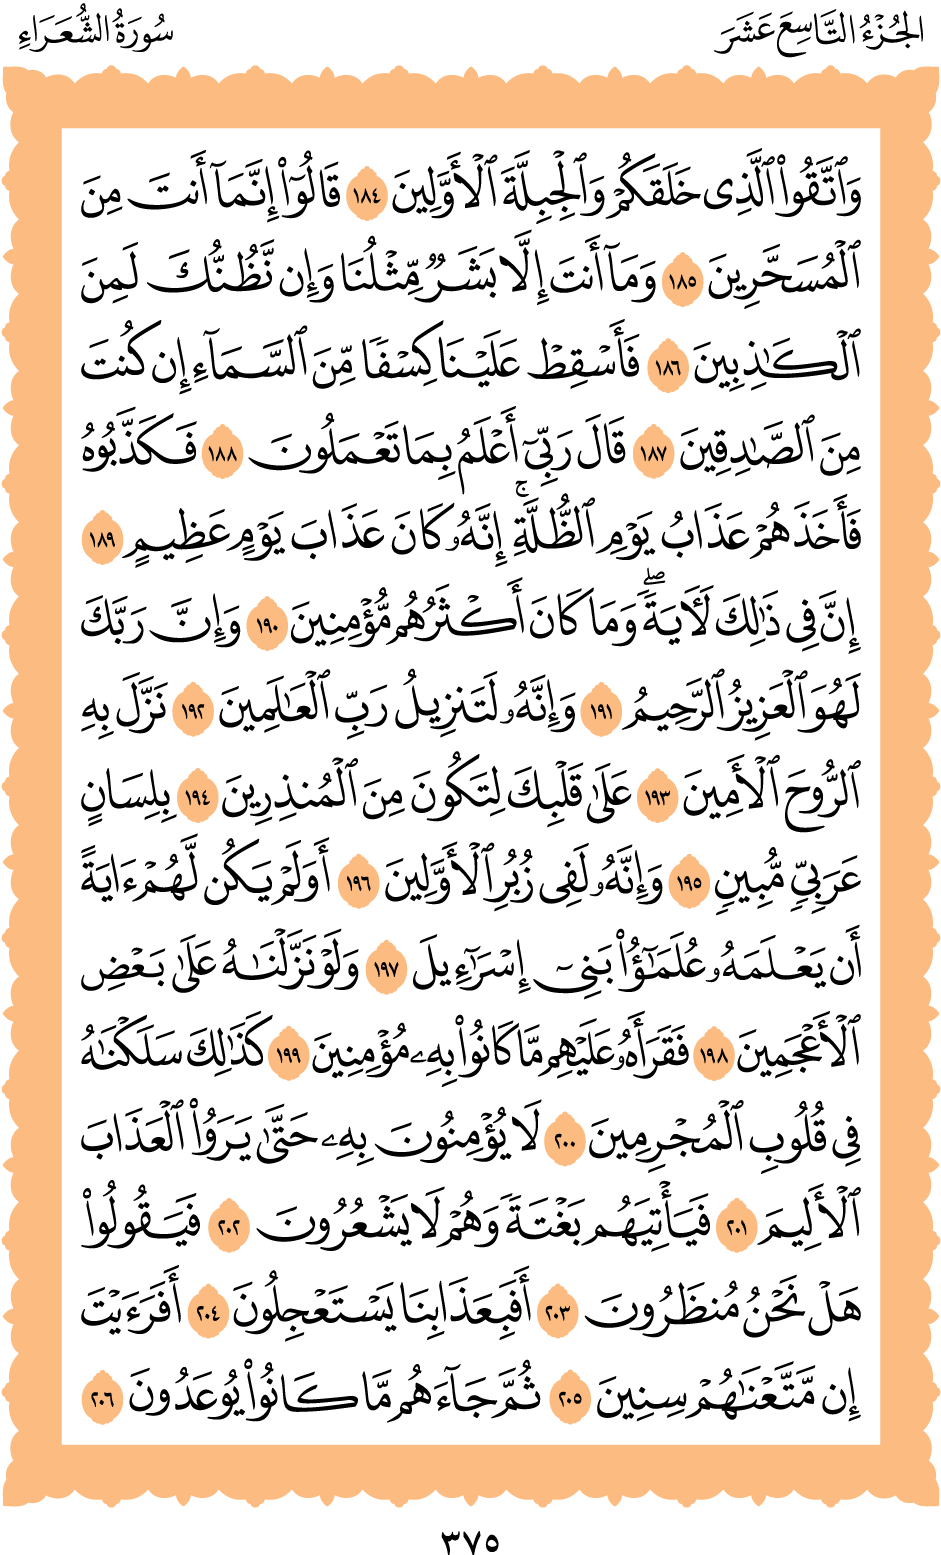 الجُزْءُ التَّاسِعَ عَشَرَ
سُورَةُ الشُّعَرَاءِ
وَٱتَّقُوا۟ ٱلَّذِى خَلَقَكُمْ وَٱلْجِبِلَّةَ ٱلْأَوَّلِينَ ١٨٤ قَالُوٓا۟ إِنَّمَآ أَنتَ مِنَ
ٱلْمُسَحَّرِينَ ١٨٥ وَمَآ أَنتَ إِلَّا بَشَرٌ مِّثْلُنَا وَإِن نَّظُنُّكَ لَمِنَ
ٱلْكَـٰذِبِينَ ١٨٦ فَأَسْقِطْ عَلَيْنَا كِسْفًا مِّنَ ٱلسَّمَآءِ إِن كُنتَ
مِنَ ٱلصَّـٰدِقِينَ ١٨٧ قَالَ رَبِّىٓ أَعْلَمُ بِمَا تَعْمَلُونَ ١٨٨ فَكَذَّبُوهُ
فَأَخَذَهُمْ عَذَابُ يَوْمِ ٱلظُّلَّةِ ۚ إِنَّهُۥ كَانَ عَذَابَ يَوْمٍ عَظِيمٍ ١٨٩
إِنَّ فِى ذَٰلِكَ لَـَٔايَةً ۖ وَمَا كَانَ أَكْثَرُهُم مُّؤْمِنِينَ ١٩٠ وَإِنَّ رَبَّكَ
لَهُوَ ٱلْعَزِيزُ ٱلرَّحِيمُ ١٩١ وَإِنَّهُۥ لَتَنزِيلُ رَبِّ ٱلْعَـٰلَمِينَ ١٩٢ نَزَّلَ بِهِ
ٱلرُّوحَ ٱلْأَمِينَ ١٩٣ عَلَىٰ قَلْبِكَ لِتَكُونَ مِنَ ٱلْمُنذِرِينَ ١٩٤ بِلِسَانٍ
عَرَبِىٍّ مُّبِينٍ ١٩٥ وَإِنَّهُۥ لَفِى زُبُرِ ٱلْأَوَّلِينَ ١٩٦ أَوَلَمْ يَكُن لَّهُمْ ءَايَةً
أَن يَعْلَمَهُۥ عُلَمَـٰٓؤُا۟ بَنِىٓ إِسْرَٰٓءِيلَ ١٩٧ وَلَوْ نَزَّلْنَـٰهُ عَلَىٰ بَعْضِ
ٱلْأَعْجَمِينَ ١٩٨ فَقَرَأَهُۥ عَلَيْهِم مَّا كَانُوا۟ بِهِۦ مُؤْمِنِينَ ١٩٩ كَذَٰلِكَ سَلَكْنَـٰهُ
فِى قُلُوبِ ٱلْمُجْرِمِينَ ٢٠٠ لَا يُؤْمِنُونَ بِهِۦ حَتَّىٰ يَرَوُا۟ ٱلْعَذَابَ
ٱلْأَلِيمَ ٢٠١ فَيَأْتِيَهُم بَغْتَةً وَهُمْ لَا يَشْعُرُونَ ٢٠٢ فَيَقُولُوا۟
هَلْ نَحْنُ مُنظَرُونَ ٢٠٣ أَفَبِعَذَابِنَا يَسْتَعْجِلُونَ ٢٠٤ أَفَرَءَيْتَ
إِن مَّتَّعْنَـٰهُمْ سِنِينَ ٢٠٥ ثُمَّ جَآءَهُم مَّا كَانُوا۟ يُوعَدُونَ ٢٠٦
٣٧٥